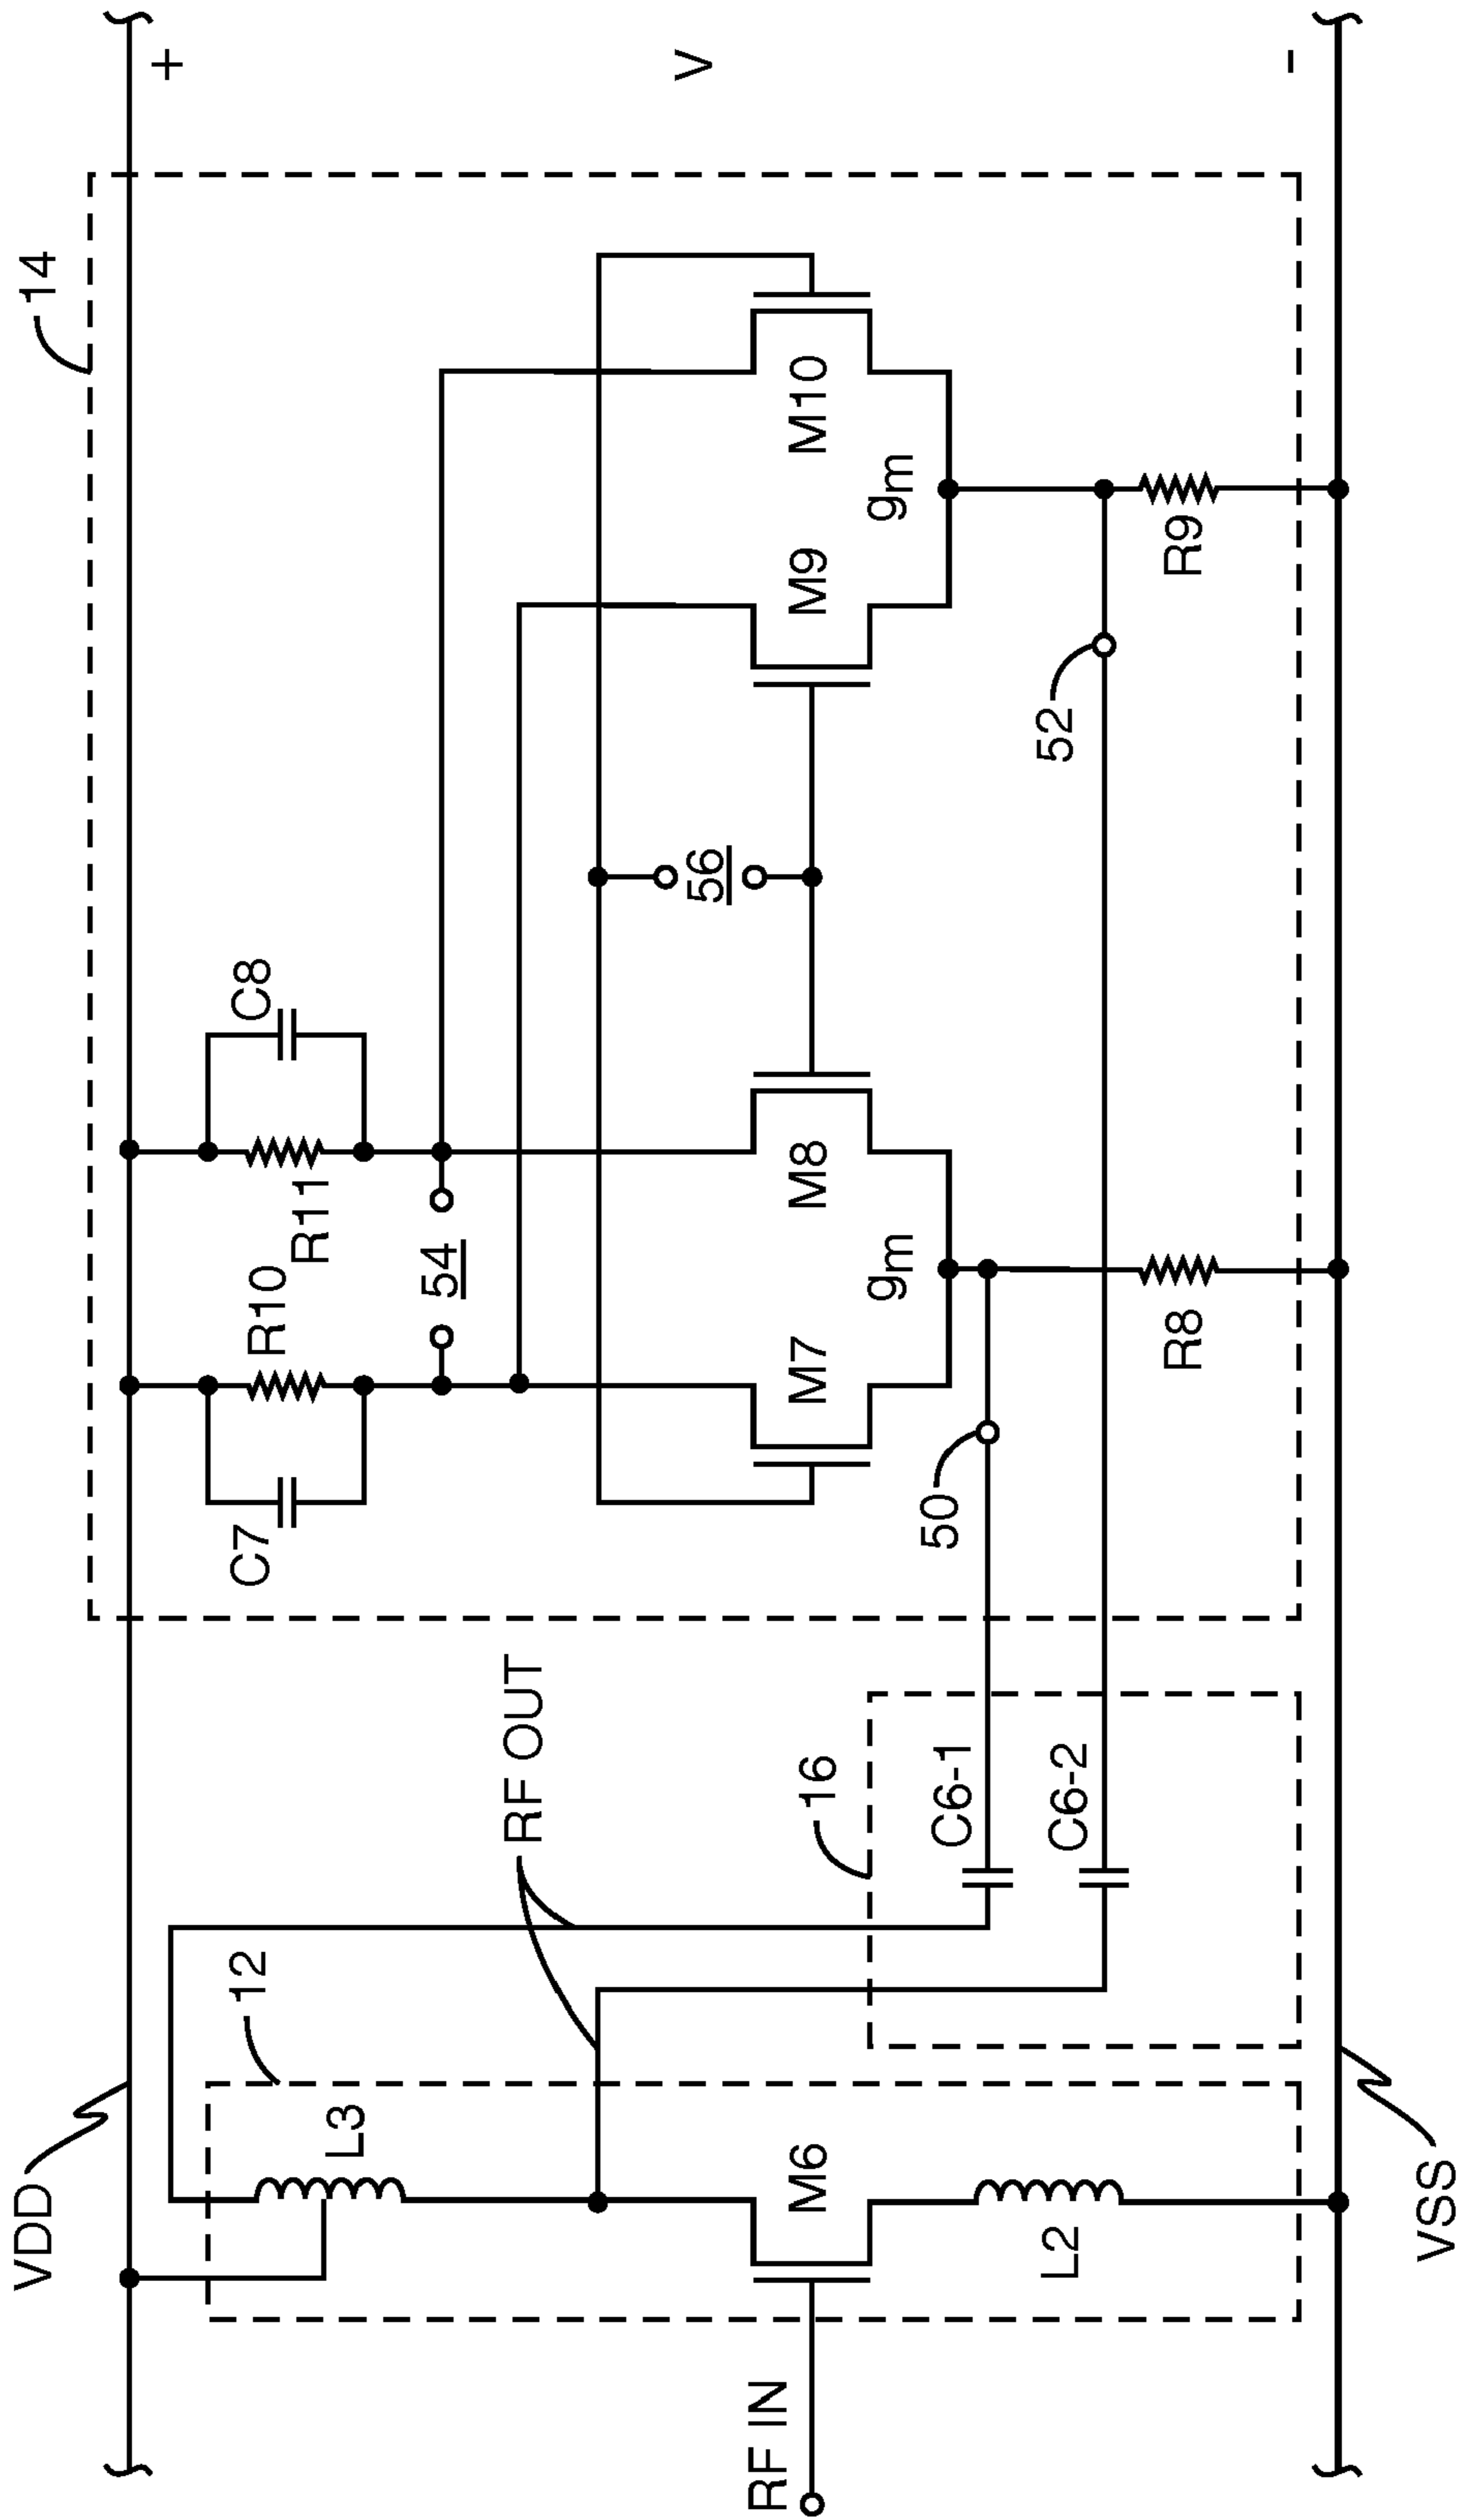 14
VDD
+
V
-
VSS
12
L3
RF OUT
16
C6-1
C6-2
RF IN
M6
L2
C7
R10
R11
C8
54
56
M7
gm
M8
M9
gm
M10
50
52
R8
R9